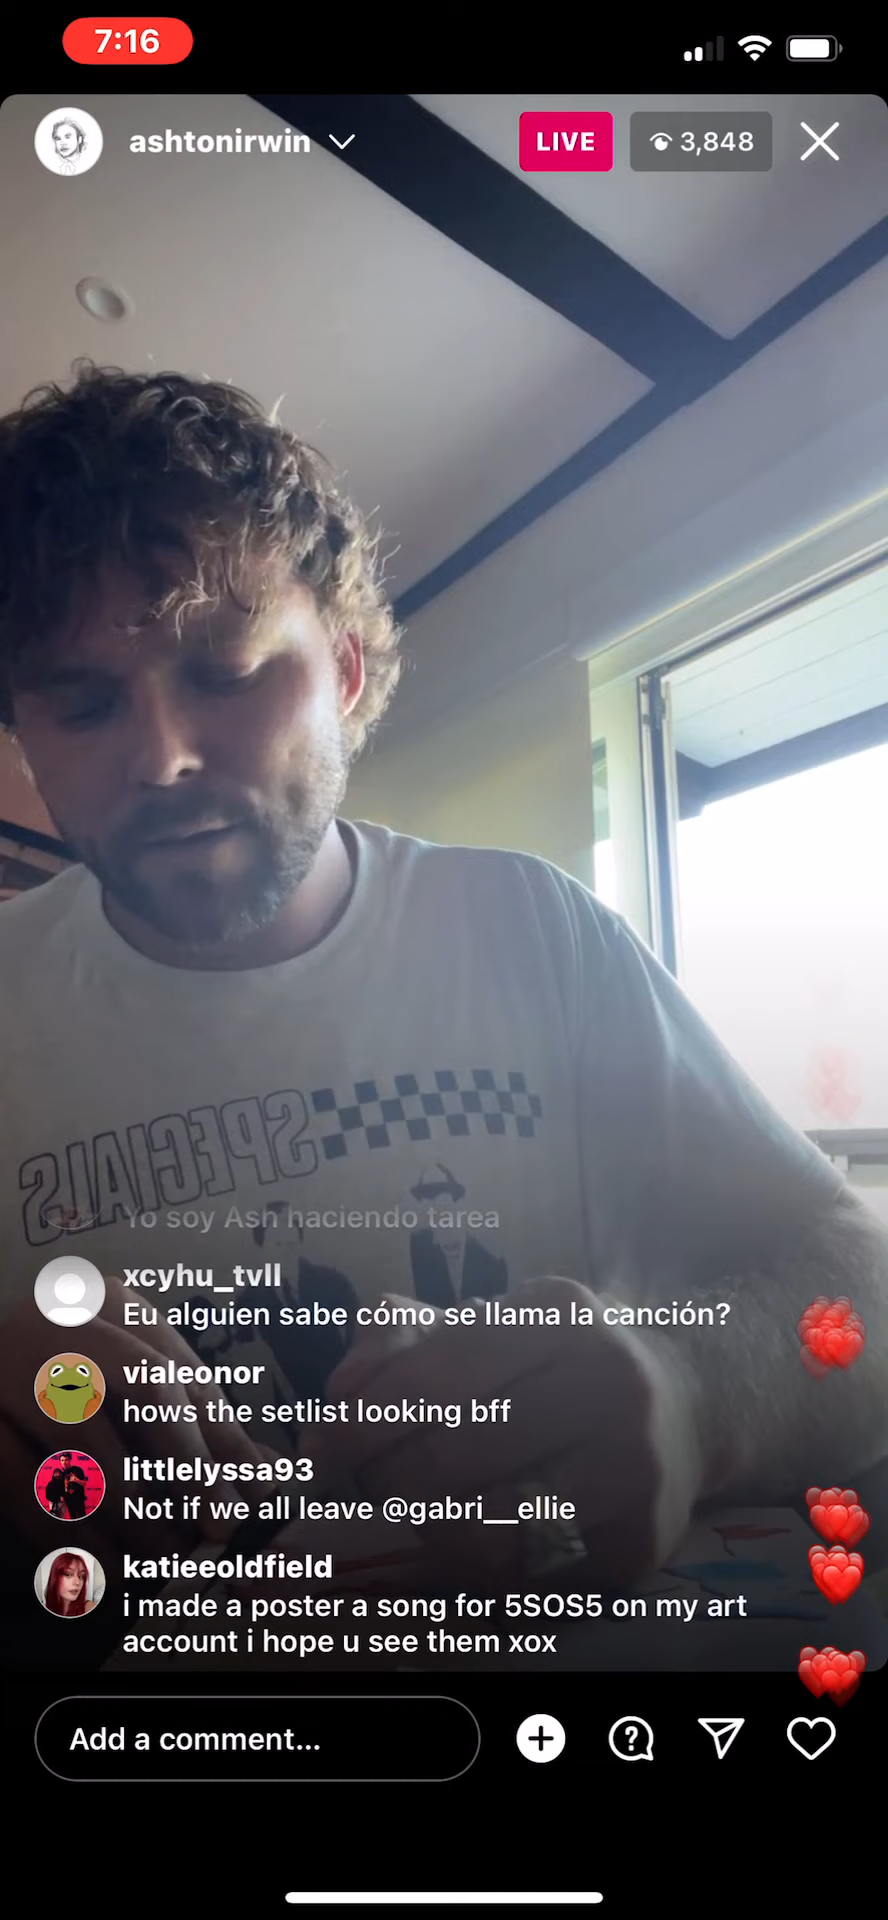 7:16
ashtonirwin
LIVE
3,848
SPECIALS
Yo soy Ash haciendo tarea
xcyhu_tvll
Eu alguien sabe cómo se llama la canción?
vialeonor
hows the setlist looking bff
littlelyssa93
Not if we all leave @gabri__ellie
katieeoldfield
i made a poster a song for 5SOS5 on my art
account i hope u see them xox
Add a comment...